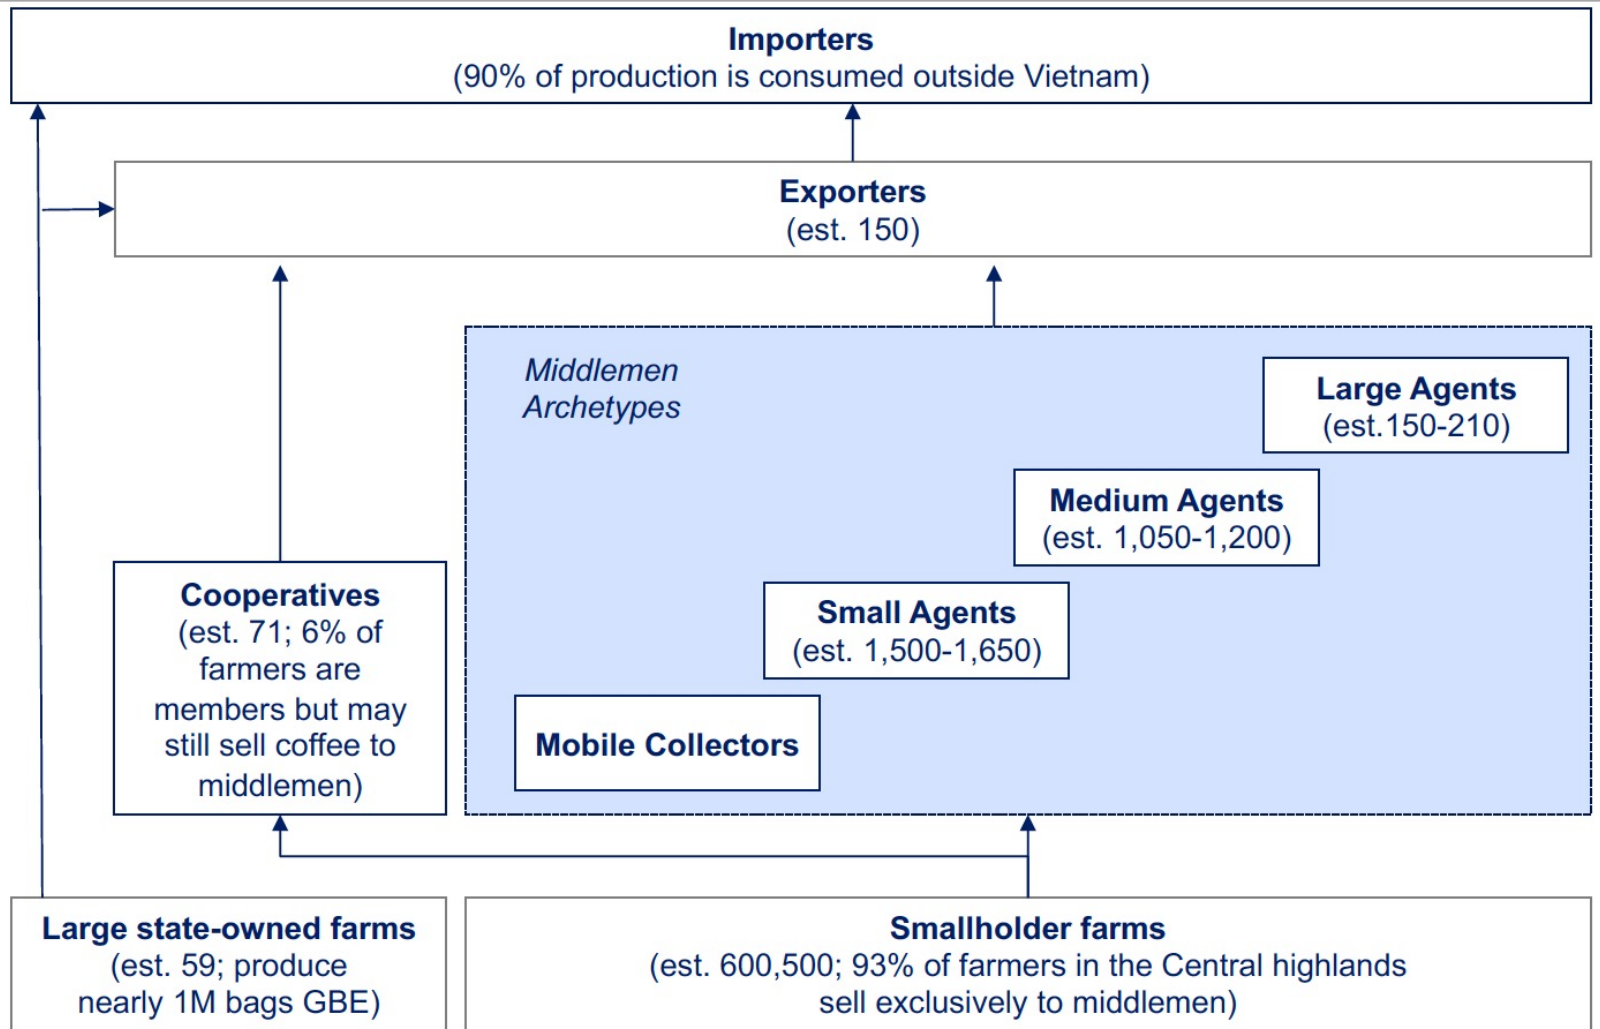 Importers
(90% of production is consumed outside Vietnam)
Exporters
(est. 150)
Middlemen
Archetypes
Large Agents
(est.150-210)
Medium Agents
(est. 1,050-1,200)
Small Agents
(est. 1,500-1,650)
Mobile Collectors
Cooperatives
(est. 71; 6% of
farmers are
members but may
still sell coffee to
middlemen)
Large state-owned farms
(est. 59; produce
nearly 1M bags GBE)
Smallholder farms
(est. 600,500; 93% of farmers in the Central highlands
sell exclusively to middlemen)